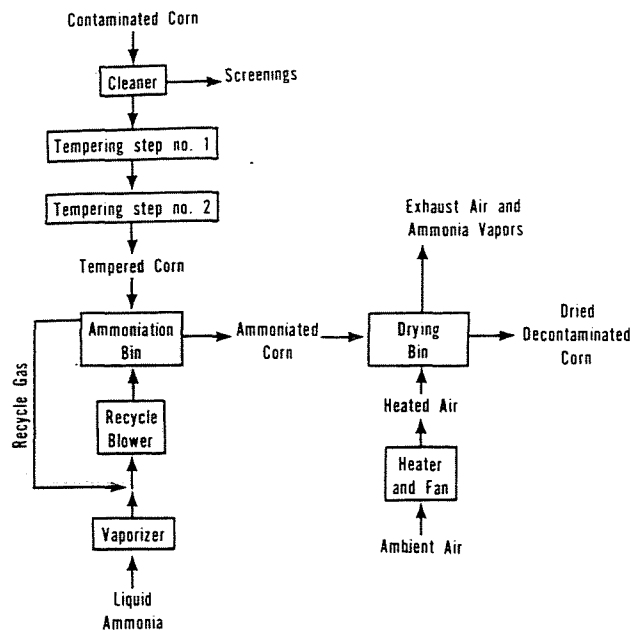 Contaminated Corn
Cleaner
Screenings
Tempering step no. 1
Tempering step no. 2
Tempered Corn
Exhaust Air and
Ammonia Vapors
Ammoniation
Bin
Ammoniated
Corn
Drying
Bin
Dried
Decontaminated
Corn
Recycle Gas
Recycle
Blower
Heated Air
Heater
and Fan
Vaporizer
Ambient Air
Liquid
Ammonia